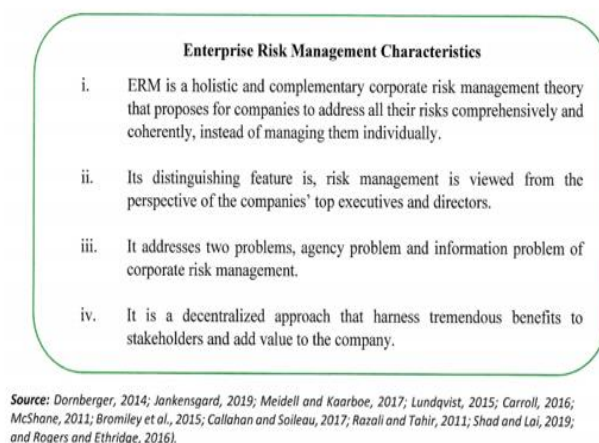 Enterprise Risk Management Characteristics
i. ERM is a holistic and complementary corporate risk management theory
that proposes for companies to address all their risks comprehensively and
coherently, instead of managing them individually.
ii. Its distinguishing feature is, risk management is viewed from the
perspective of the companies' top executives and directors.
iii. It addresses two problems, agency problem and information problem of
corporate risk management.
iv. It is a decentralized approach that harness tremendous benefits to
stakeholders and add value to the company.
Source: Dornberger, 2014; Jankensgard, 2019; Meidell and Kaarboe, 2017; Lundqvist, 2015; Carroll, 2016;
McShane, 2011; Bromiley et al., 2015; Callahan and Soileau, 2017; Razali and Tahir, 2011; Shad and Lai, 2019;
and Rogers and Ethridge, 2016).